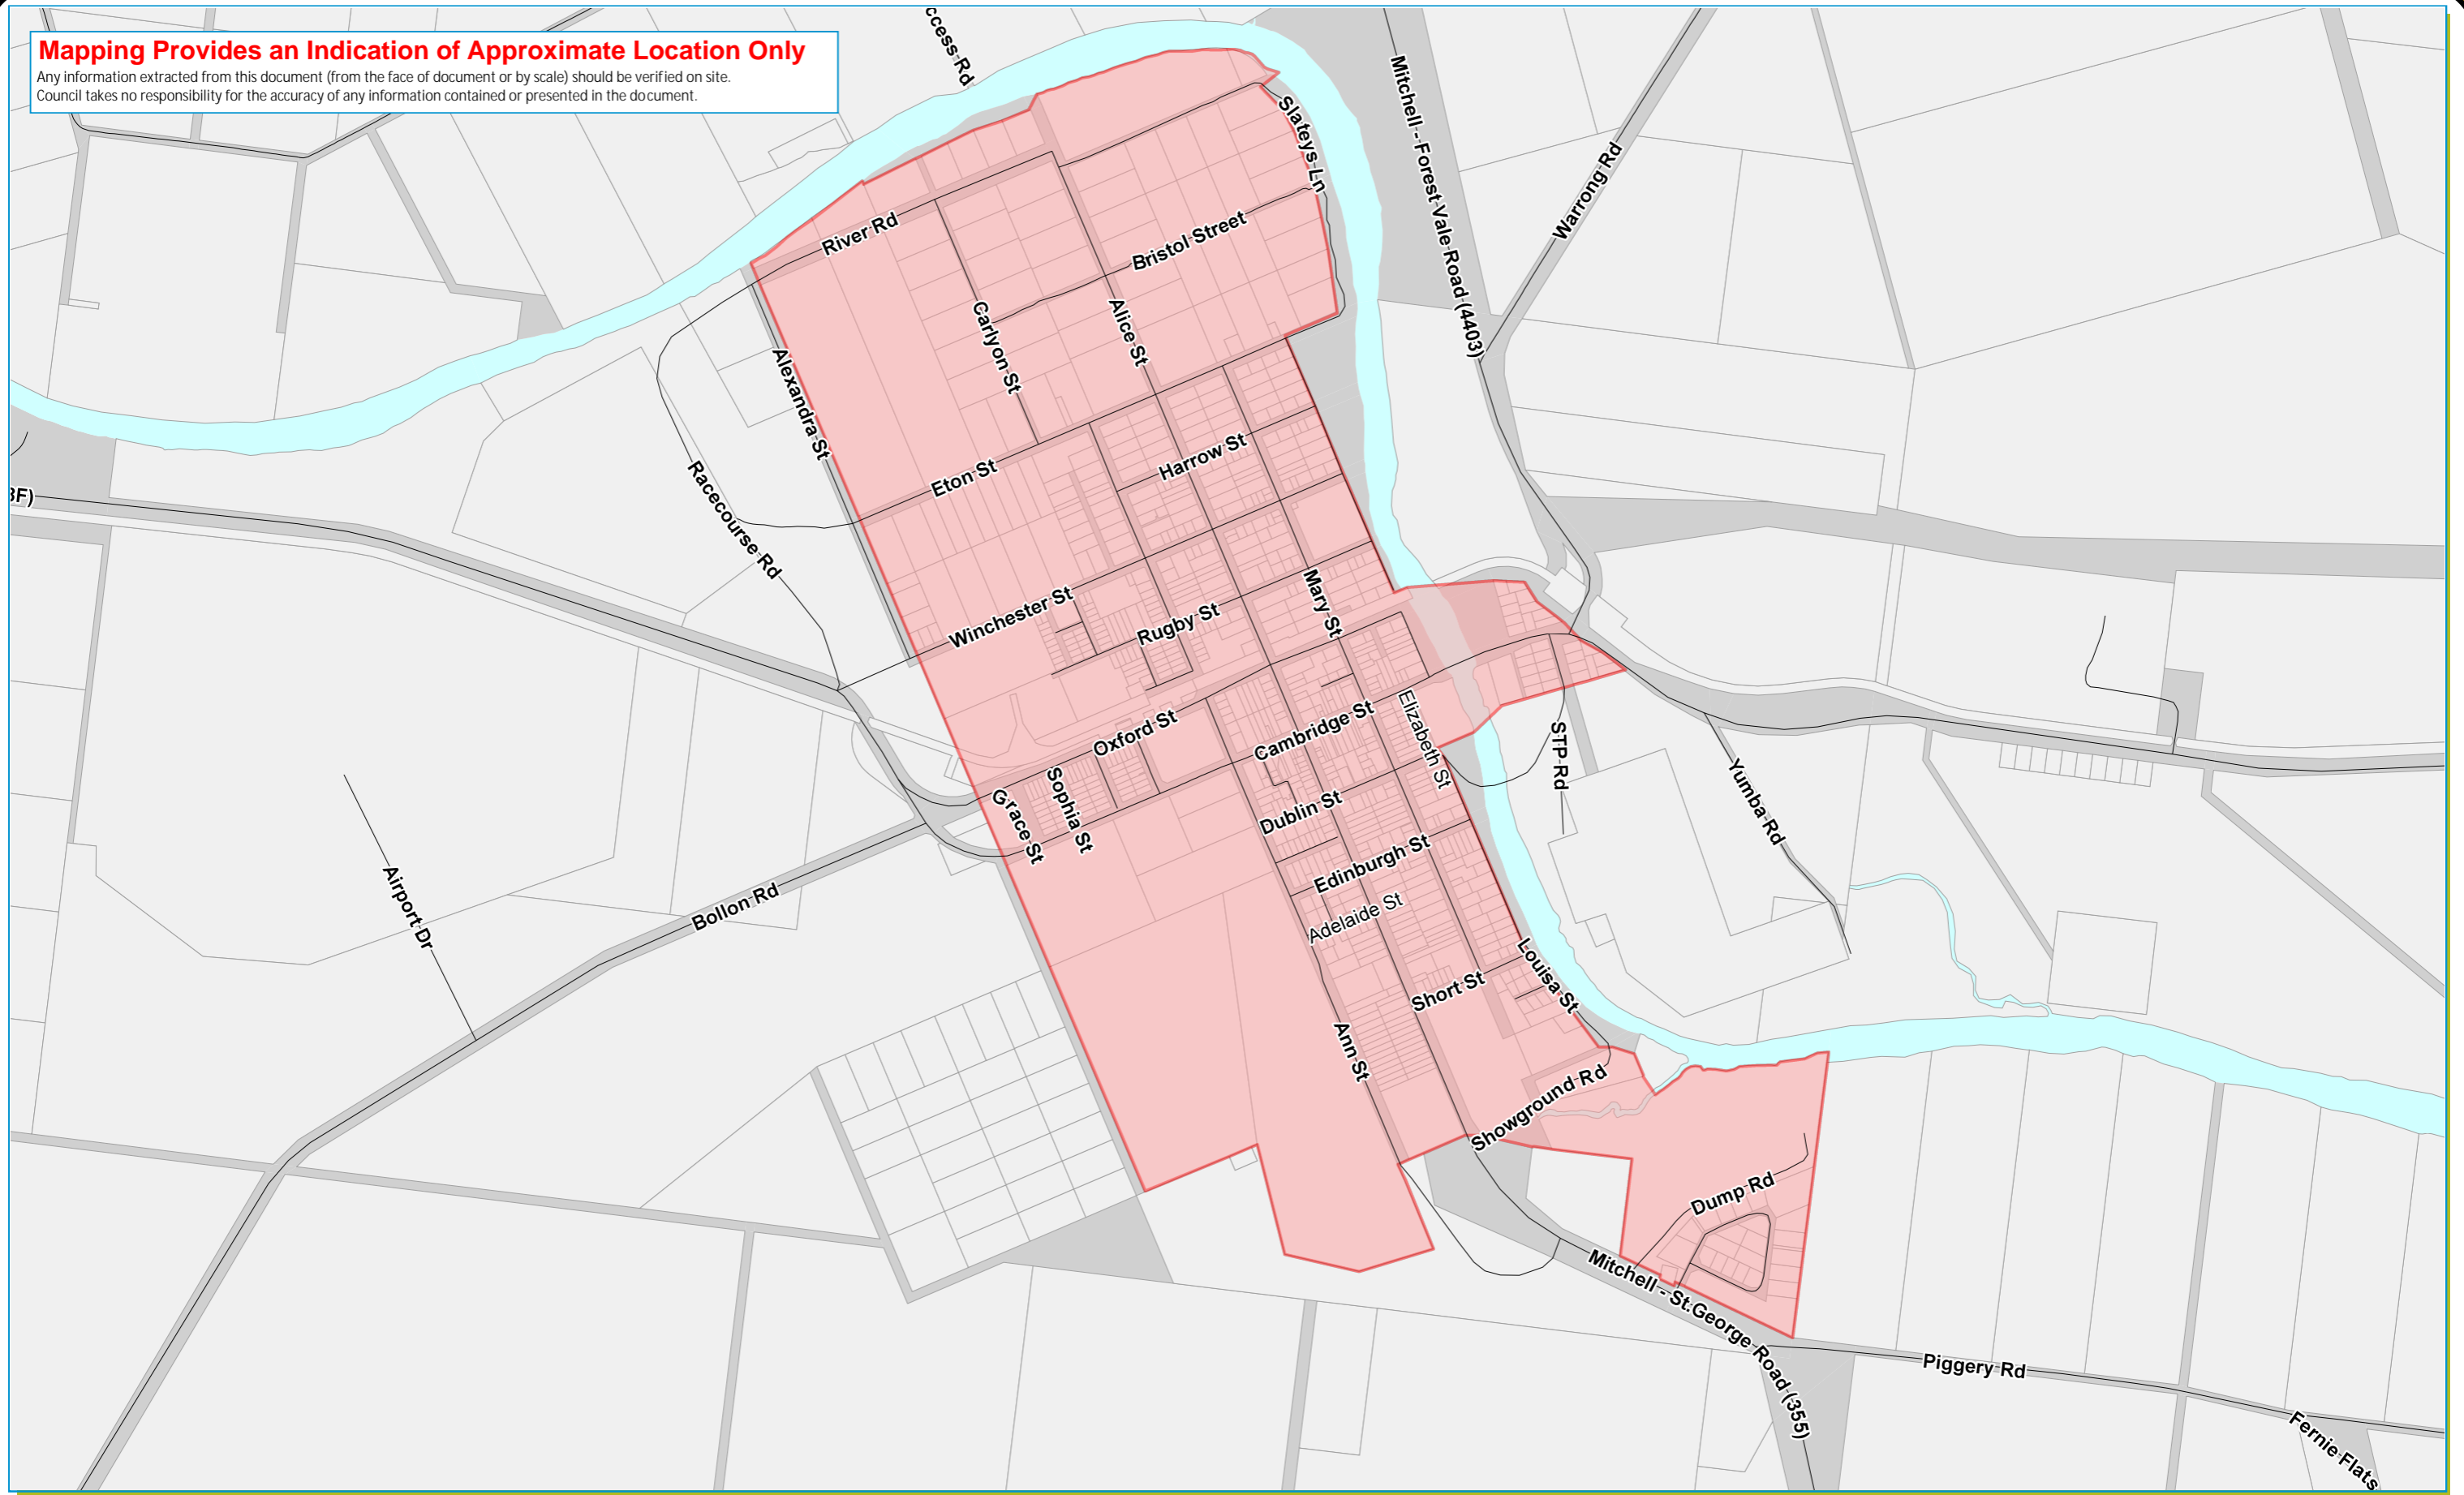 Mapping Provides an Indication of Approximate Location Only
Any information extracted from this document (from the face of document or by scale) should be verified on site.
Council takes no responsibility for the accuracy of any information contained or presented in the document.
ccess Rd
Mitchell - Forest Vale Road (4403)
Slateys Ln
Warrong Rd
River Rd
Bristol Street
Carlyon St
Alice St
Alexandra St
Harrow St
Eton St
3F)
Racecourse Rd
Winchester St
Rugby St
Mary St
Oxford St
Cambridge St
Elizabeth St
STP Rd
Yumba Rd
Grace St
Sophia St
Dublin St
Edinburgh St
Airport Dr
Bollon Rd
Adelaide St
Louisa St
Short St
Ann St
Showground Rd
Dump Rd
Mitchell - St.George Road (355)
Piggery Rd
Fernie Flats